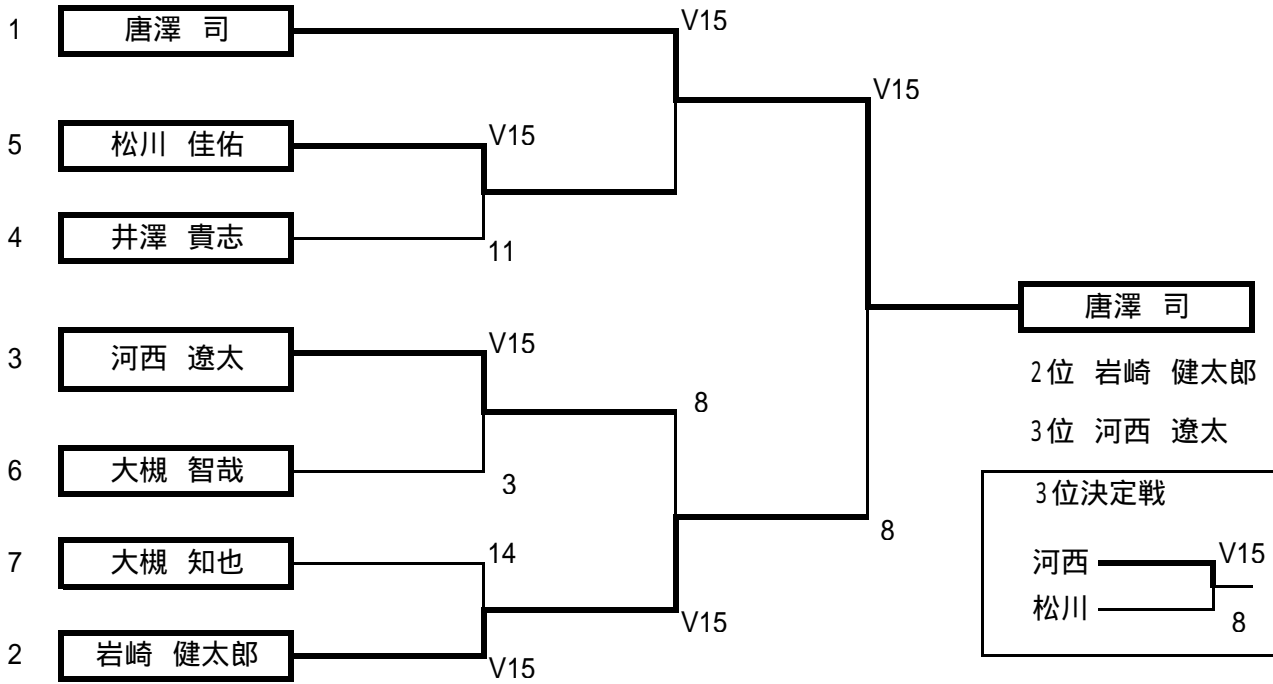 1 唐澤 司 V15
V15
5 松川 佳佑 V15
4 井澤 貴志 11
唐澤 司
3 河西 遼太 V15
2位 岩崎 健太郎
8
3位 河西 遼太
6 大槻 智哉 3
3位決定戦
8
7 大槻 知也 14
河西 V15
松川 8
V15
2 岩崎 健太郎 V15